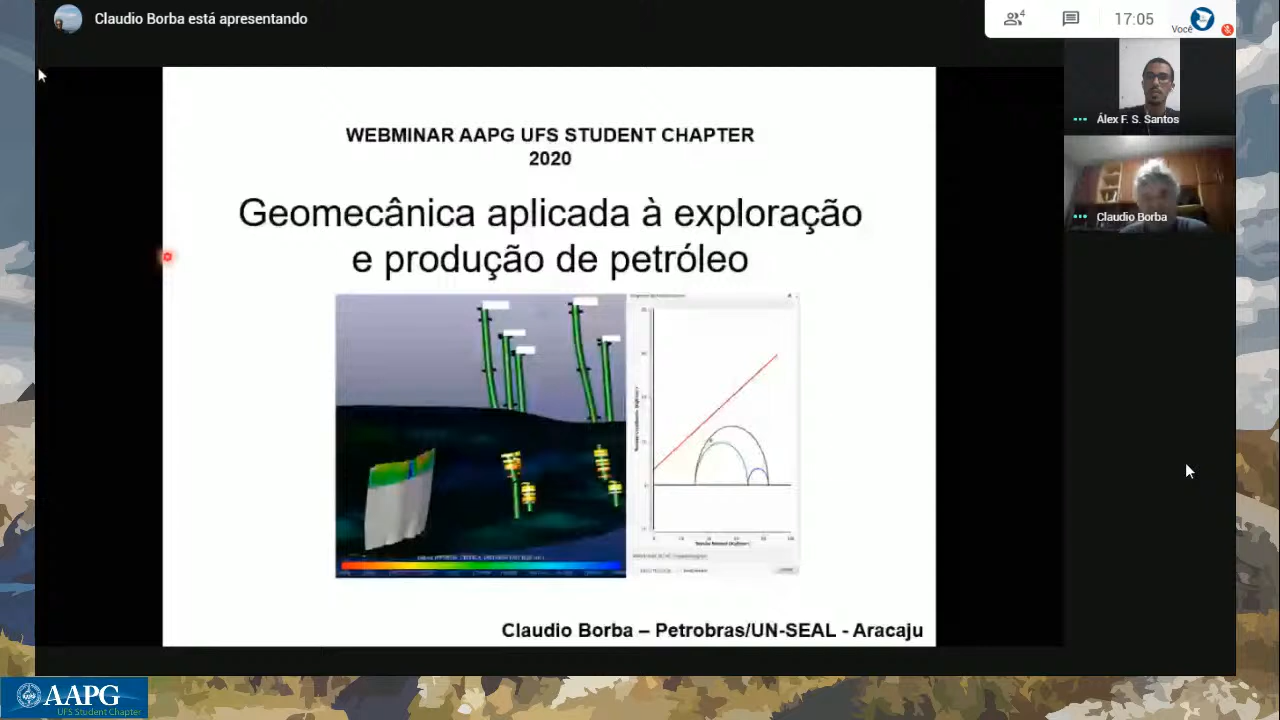 Claudio Borba está apresentando
4
17:05
Você
Álex F. S. Santos
Claudio Borba
WEBMINAR AAPG UFS STUDENT CHAPTER
2020
Geomecânica aplicada à exploração
e produção de petróleo
Claudio Borba – Petrobras/UN-SEAL - Aracaju
AAPG
UFS Student Chapter